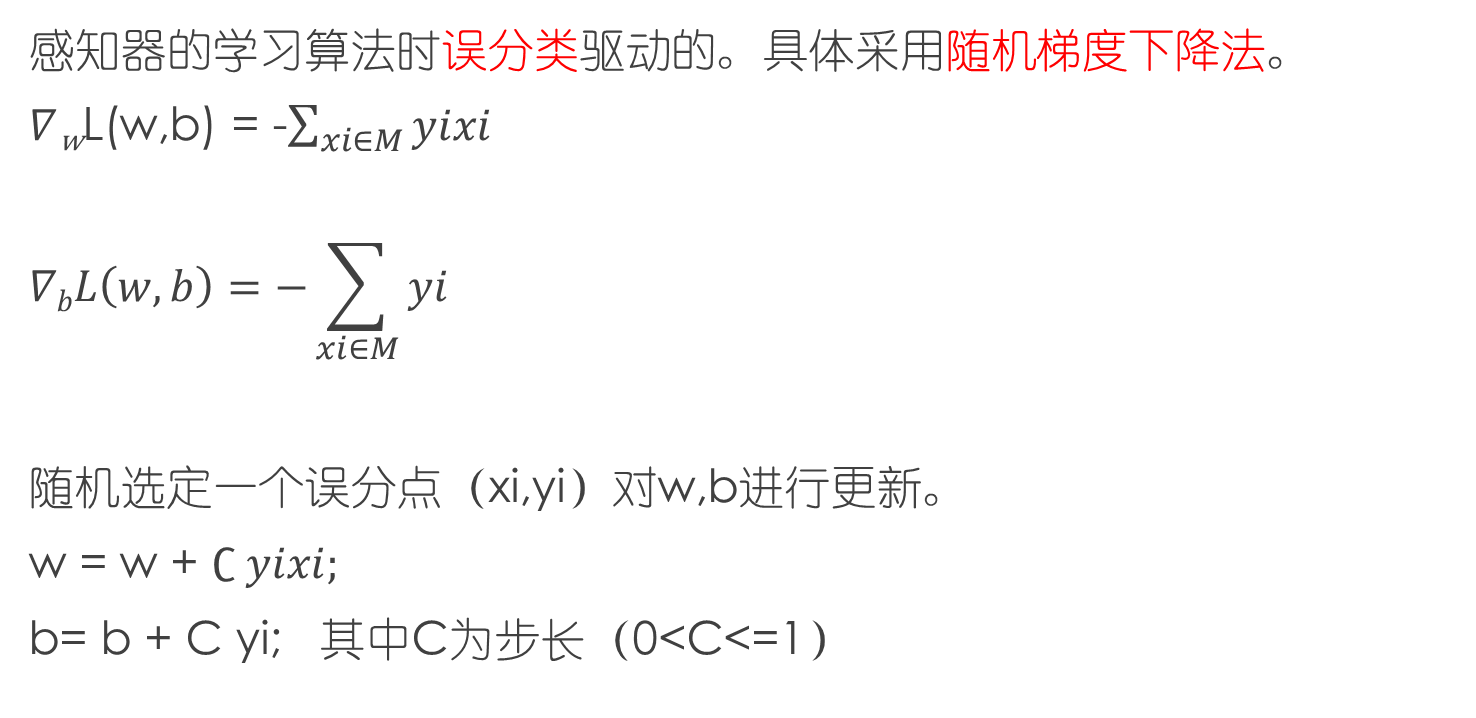 感知器的学习算法时误分类驱动的。具体采用随机梯度下降法。
∇wL(w,b) = -∑xi∈M yixi
∇bL(w,b) = − ∑xi∈M yi
随机选定一个误分点（xi,yi）对w,b进行更新。
w = w + C yixi;
b= b + C yi; 其中C为步长（0<C<=1）